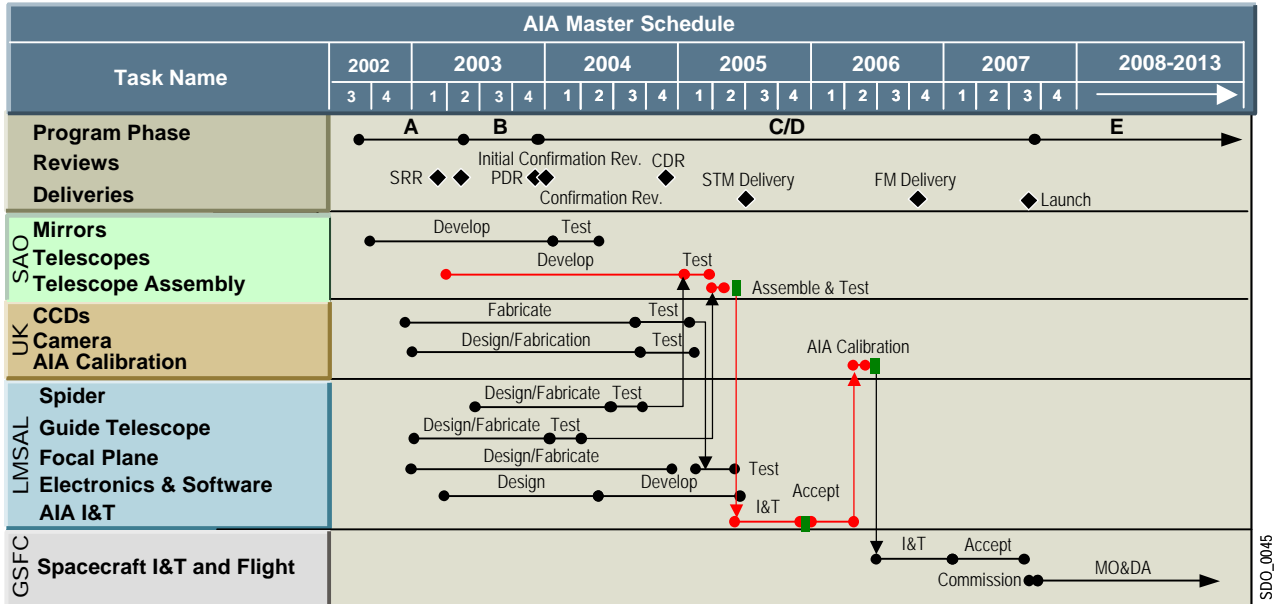 AIA Master Schedule
Task Name
2002 2003 2004 2005 2006 2007 2008-2013
3 4 1 2 3 4 1 2 3 4 1 2 3 4 1 2 3 4 1 2 3 4
Program Phase
A B C/D E
Reviews
SRR PDR Initial Confirmation Rev. CDR
Confirmation Rev.
Deliveries
STM Delivery FM Delivery Launch
SAO
Mirrors
Develop Test
Telescopes
Develop Test
Telescope Assembly
Assemble & Test
UK
CCDs
Fabricate Test
Camera
Design/Fabrication Test
AIA Calibration
AIA Calibration
LMSAL
Spider
Design/Fabricate Test
Guide Telescope
Design/Fabricate Test
Focal Plane
Design/Fabricate Test
Electronics & Software
Design Develop
AIA I&T
I&T Accept
GSFC
Spacecraft I&T and Flight
I&T Accept
Commission MO&DA
SDO_0045